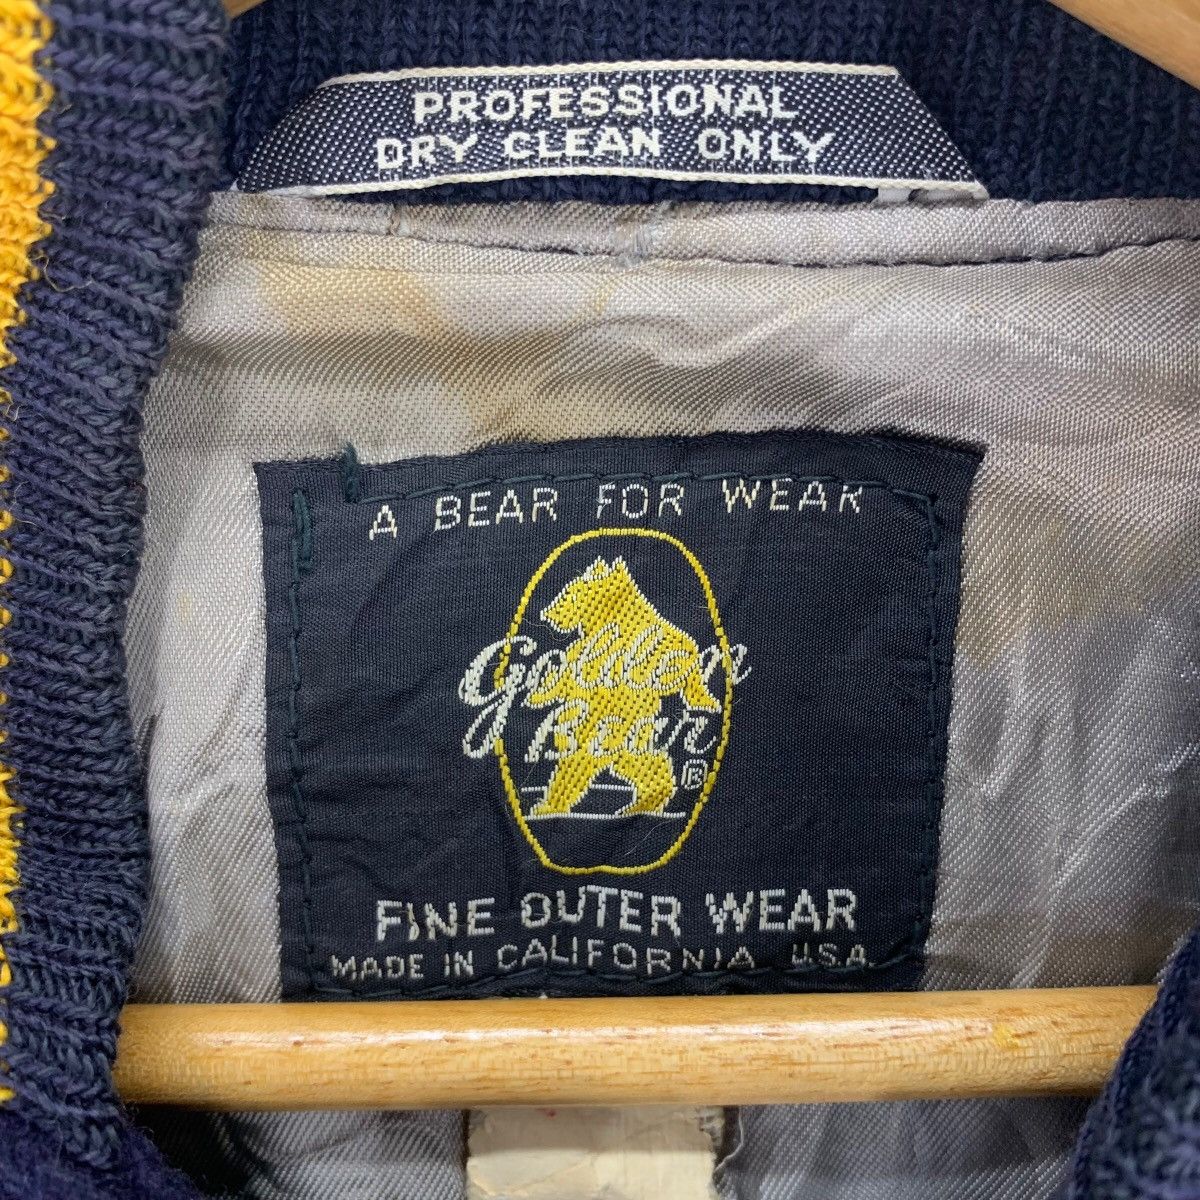 PROFESSIONAL
DRY CLEAN ONLY
A BEAR FOR WEAR
Golden
Bear®
FINE OUTER WEAR
MADE IN CALIFORNIA U.S.A.